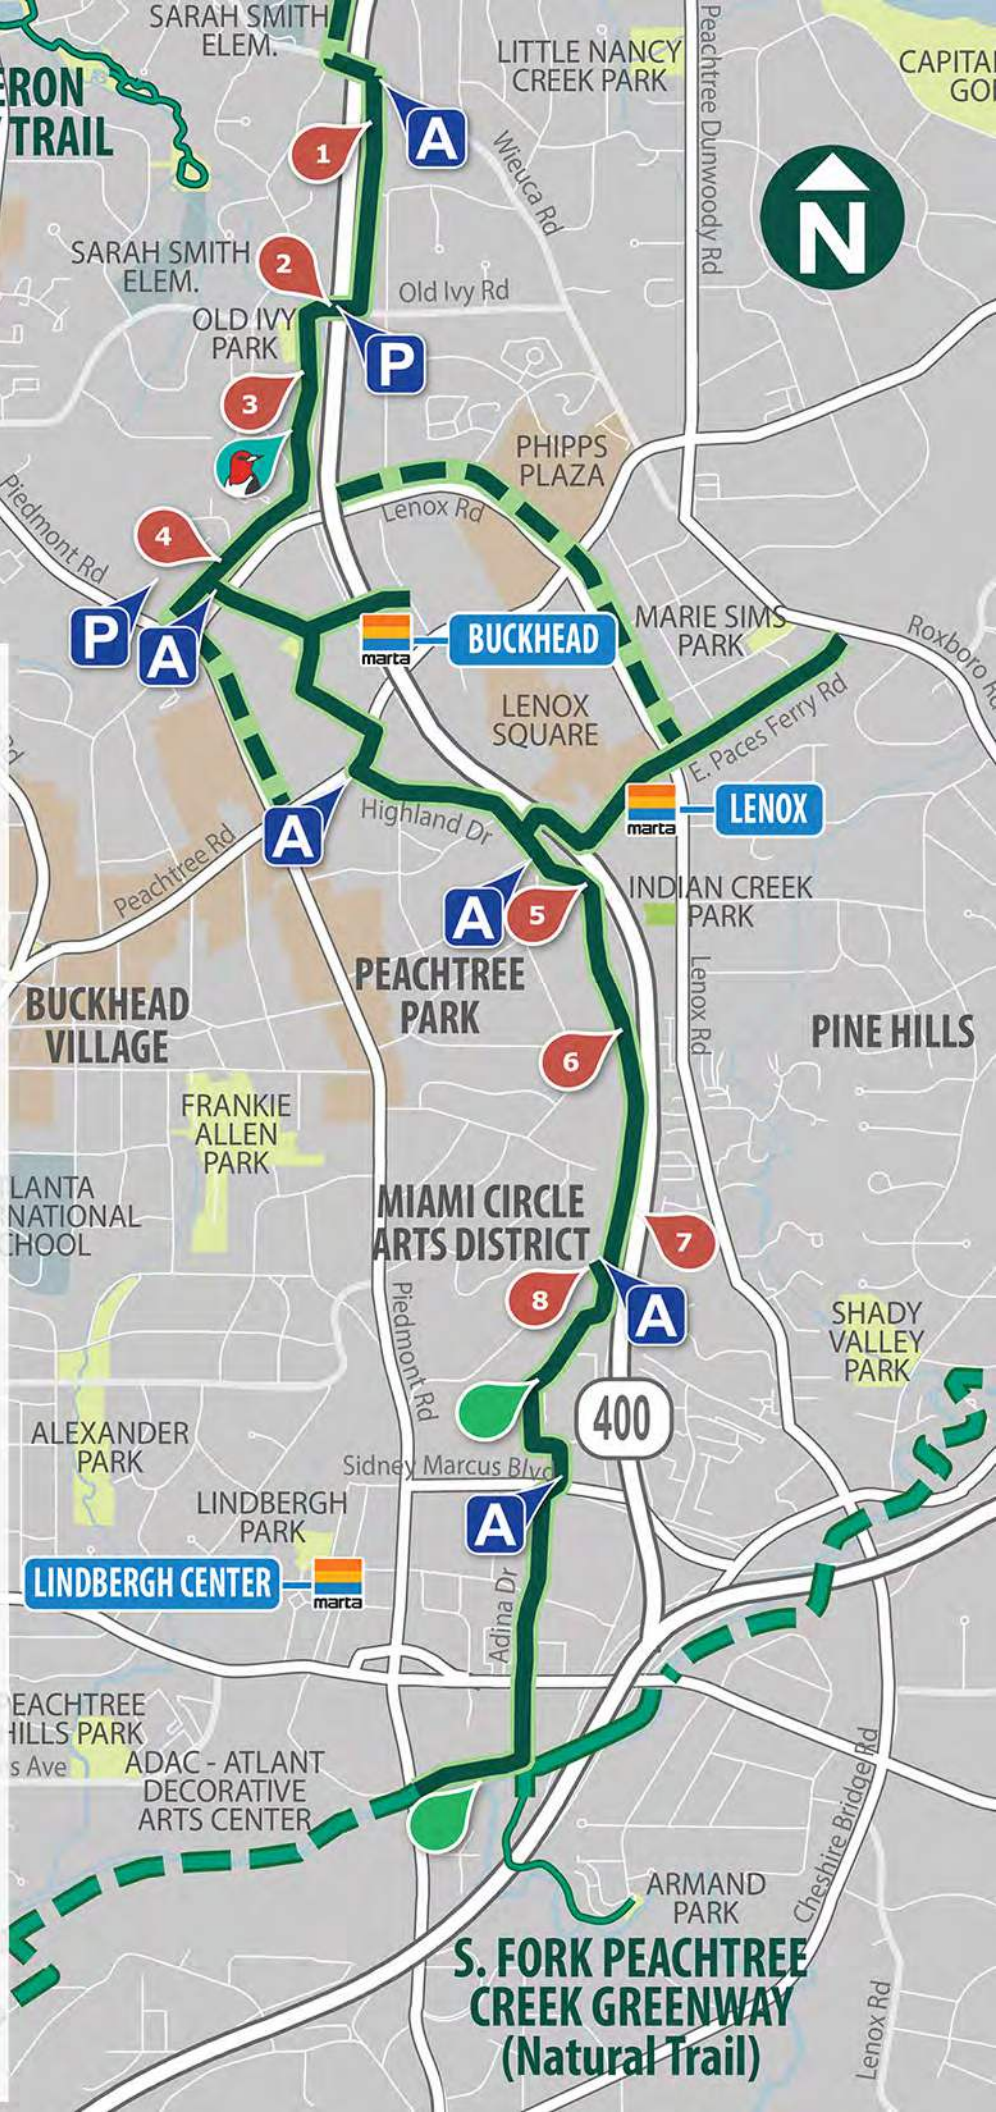 SARAH SMITH
ELEM.
LITTLE NANCY
CREEK PARK
Peachtree Dunwoody Rd
CAPITA
GO
ERON
TRAIL
A
1
Wieuca Rd
N
SARAH SMITH
ELEM.
2
Old Ivy Rd
OLD IVY
PARK
P
3
PHIPPS
PLAZA
Lenox Rd
Piedmont Rd
4
P
A
marta
BUCKHEAD
MARIE SIMS
PARK
Roxboro Rd
LENOX
SQUARE
E. Paces Ferry Rd
marta
LENOX
Highland Dr
A
Peachtree Rd
A
5
INDIAN CREEK
PARK
PEACHTREE
PARK
Lenox Rd
BUCKHEAD
VILLAGE
PINE HILLS
6
FRANKIE
ALLEN
PARK
LANTA
NATIONAL
CHOOL
MIAMI CIRCLE
ARTS DISTRICT
7
8
A
Piedmont Rd
SHADY
VALLEY
PARK
400
ALEXANDER
PARK
Sidney Marcus Blvd
LINDBERGH
PARK
A
LINDBERGH CENTER
marta
Adina Dr
EACHTREE
HILLS PARK
s Ave
ADAC - ATLANT
DECORATIVE
ARTS CENTER
Cheshire Bridge Rd
ARMAND
PARK
S. FORK PEACHTREE
CREEK GREENWAY
(Natural Trail)
Lenox Rd